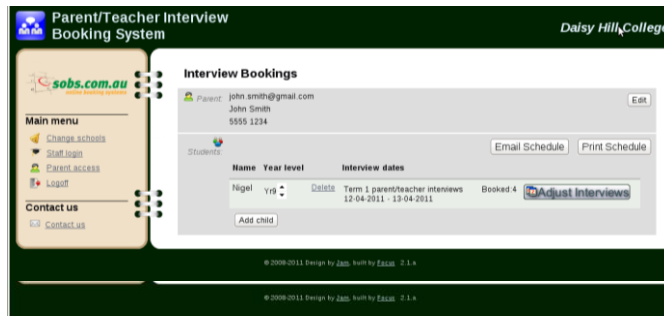 Parent/Teacher Interview
Booking System
Daisy Hill College
sobs.com.au
online booking systems
Main menu
Change schools
Staff login
Parent access
Logoff
Contact us
Contact us
Interview Bookings
Parent: john.smith@gmail.com
John Smith
5555 1234
Edit
Students:
Email Schedule
Print Schedule
Name Year level Interview dates
Nigel Yr9 Delete Term 1 parent/teacher interviews Booked:4 Adjust Interviews
12-04-2011 - 13-04-2011
Add child
© 2008-2011 Design by Jam, built by Focus 2.1.a
© 2008-2011 Design by Jam, built by Focus 2.1.a